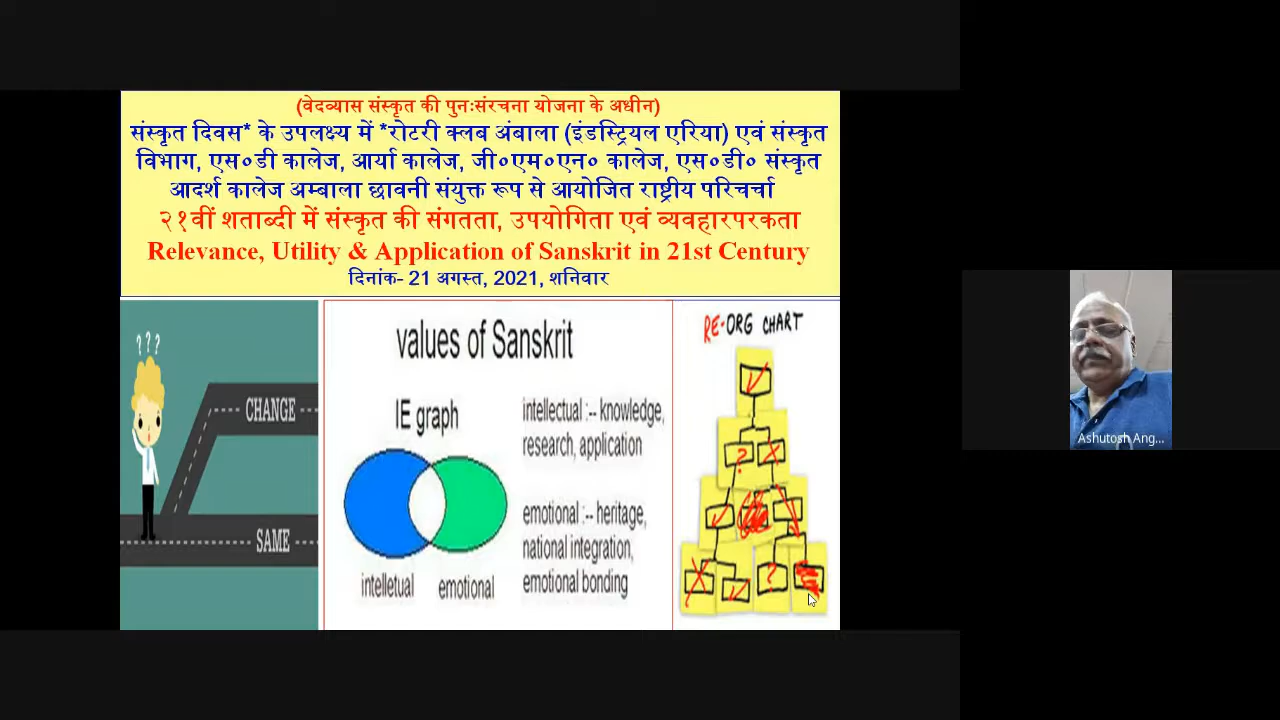 (वेदव्यास संस्कृत की पुनःसंरचना योजना के अधीन)
संस्कृत दिवस* के उपलक्ष्य में *रोटरी क्लब अंबाला (इंडस्ट्रियल एरिया) एवं संस्कृत
विभाग, एस०डी कालेज, आर्या कालेज, जी०एम०एन० कालेज, एस०डी० संस्कृत
आदर्श कालेज अम्बाला छावनी संयुक्त रूप से आयोजित राष्ट्रीय परिचर्चा
२१वीं शताब्दी में संस्कृत की संगतता, उपयोगिता एवं व्यवहारपरकता
Relevance, Utility & Application of Sanskrit in 21st Century
दिनांक- 21 अगस्त, 2021, शनिवार
? ? ?
CHANGE
SAME
values of Sanskrit
IE graph
intellectual :-- knowledge,
research, application
emotional :-- heritage,
national integration,
emotional bonding
intelletual
emotional
RE-ORG CHART
?
?
Ashutosh Ang...